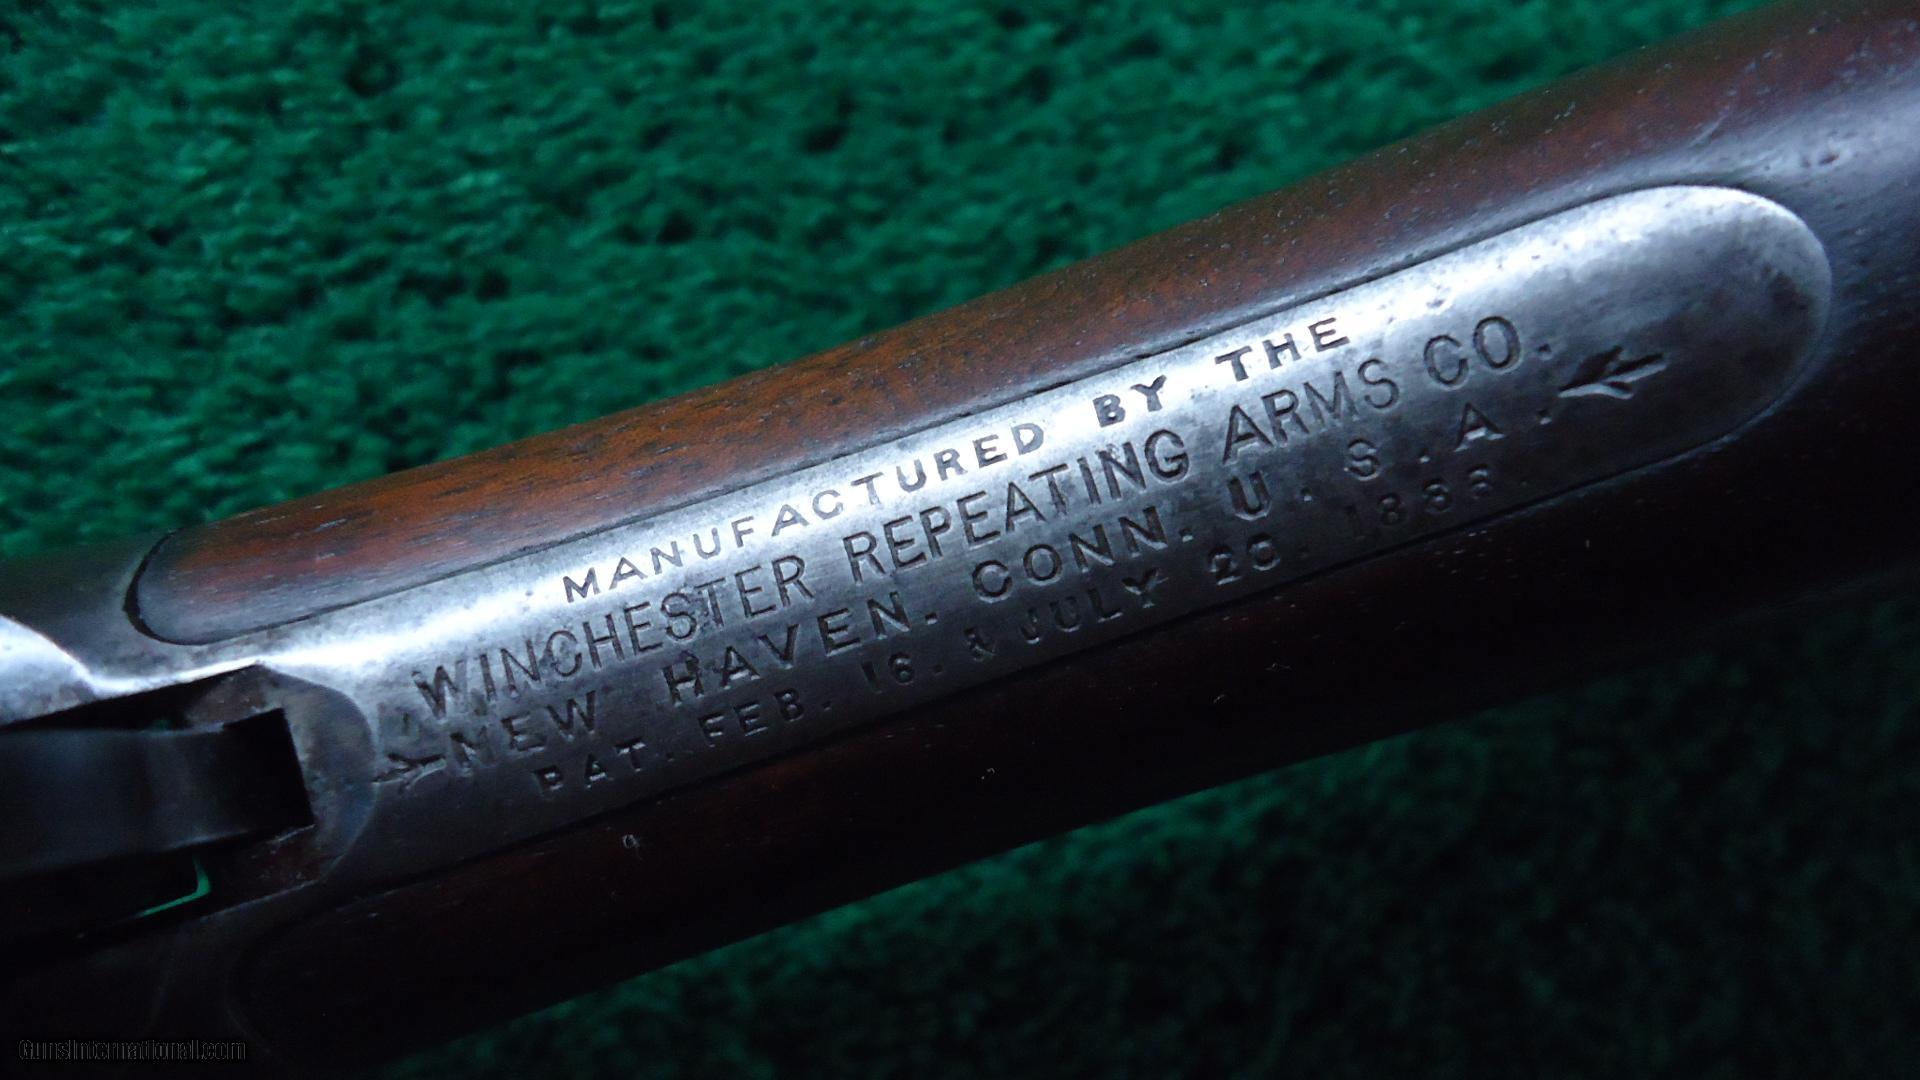 MANUFACTURED BY THE
WINCHESTER REPEATING ARMS CO.
NEW HAVEN. CONN. U. S. A.
PAT. FEB. 16. & JULY 20. 1886.
GunsInternational.com